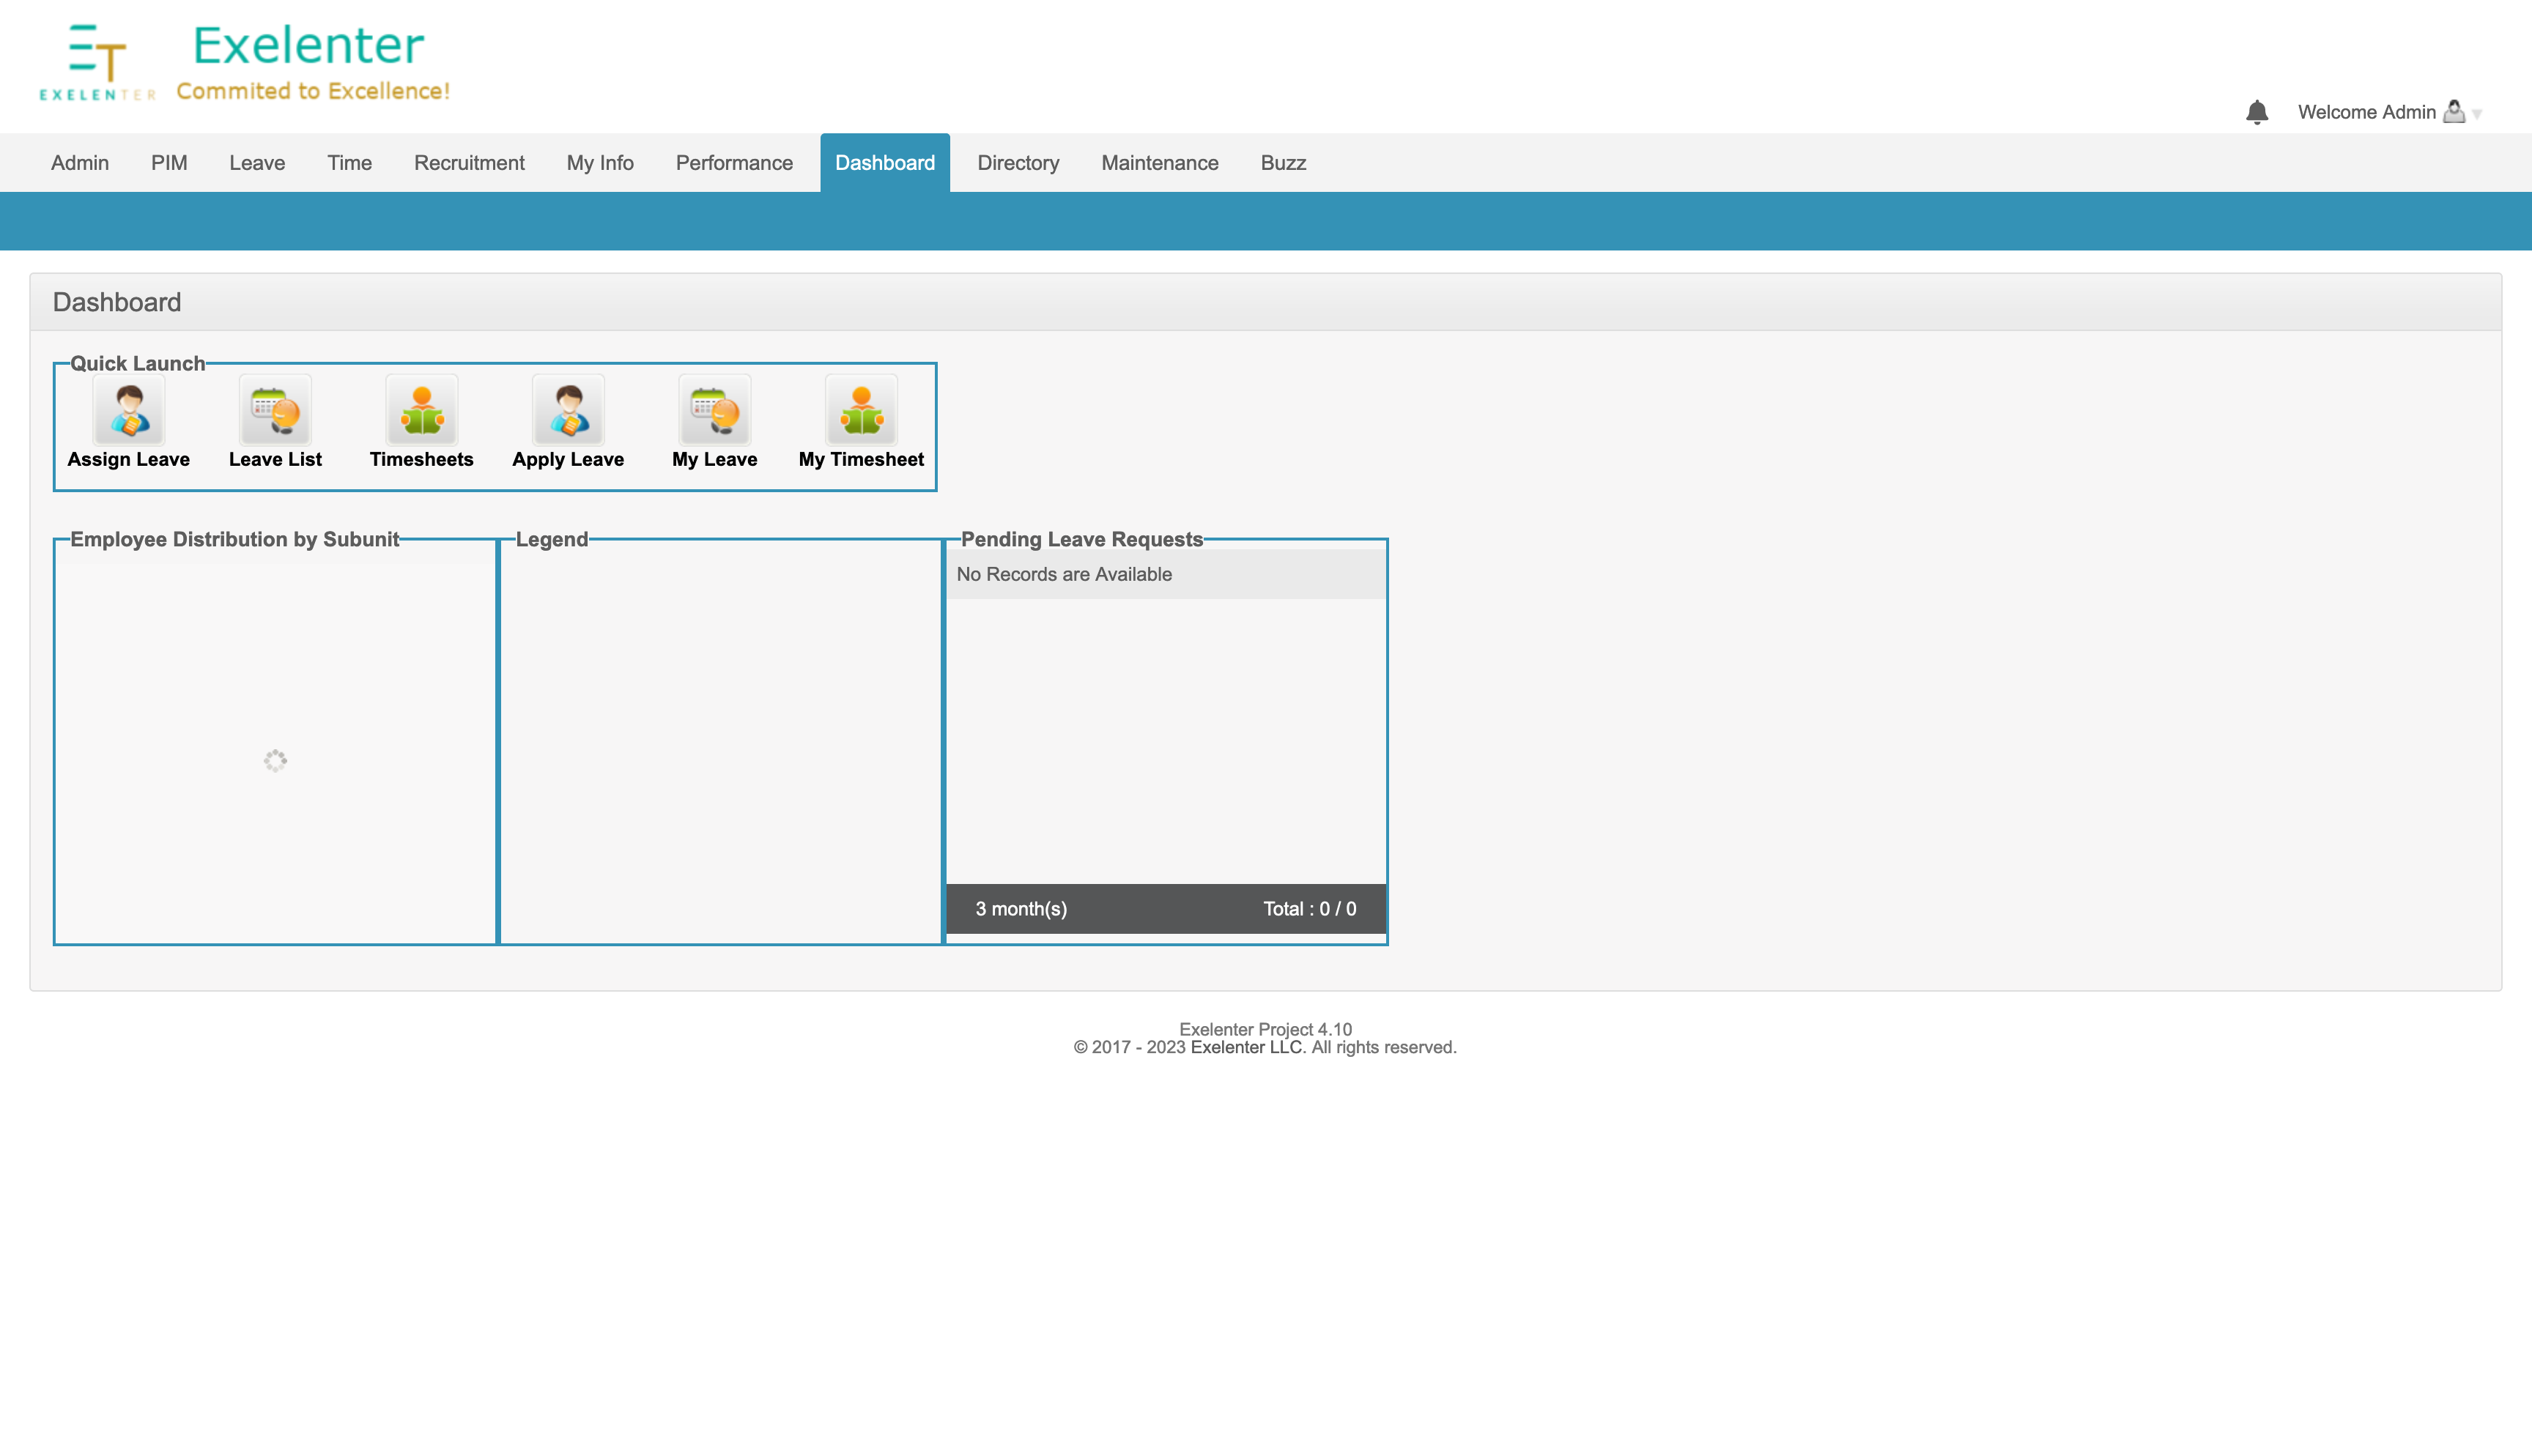 ET
EXELENTER
Exelenter
Commited to Excellence!
Welcome Admin
Admin PIM Leave Time Recruitment My Info Performance Dashboard Directory Maintenance Buzz
Dashboard
Quick Launch
Assign Leave Leave List Timesheets Apply Leave My Leave My Timesheet
Employee Distribution by Subunit Legend Pending Leave Requests
No Records are Available
3 month(s) Total : 0 / 0
Exelenter Project 4.10
© 2017 - 2023 Exelenter LLC. All rights reserved.